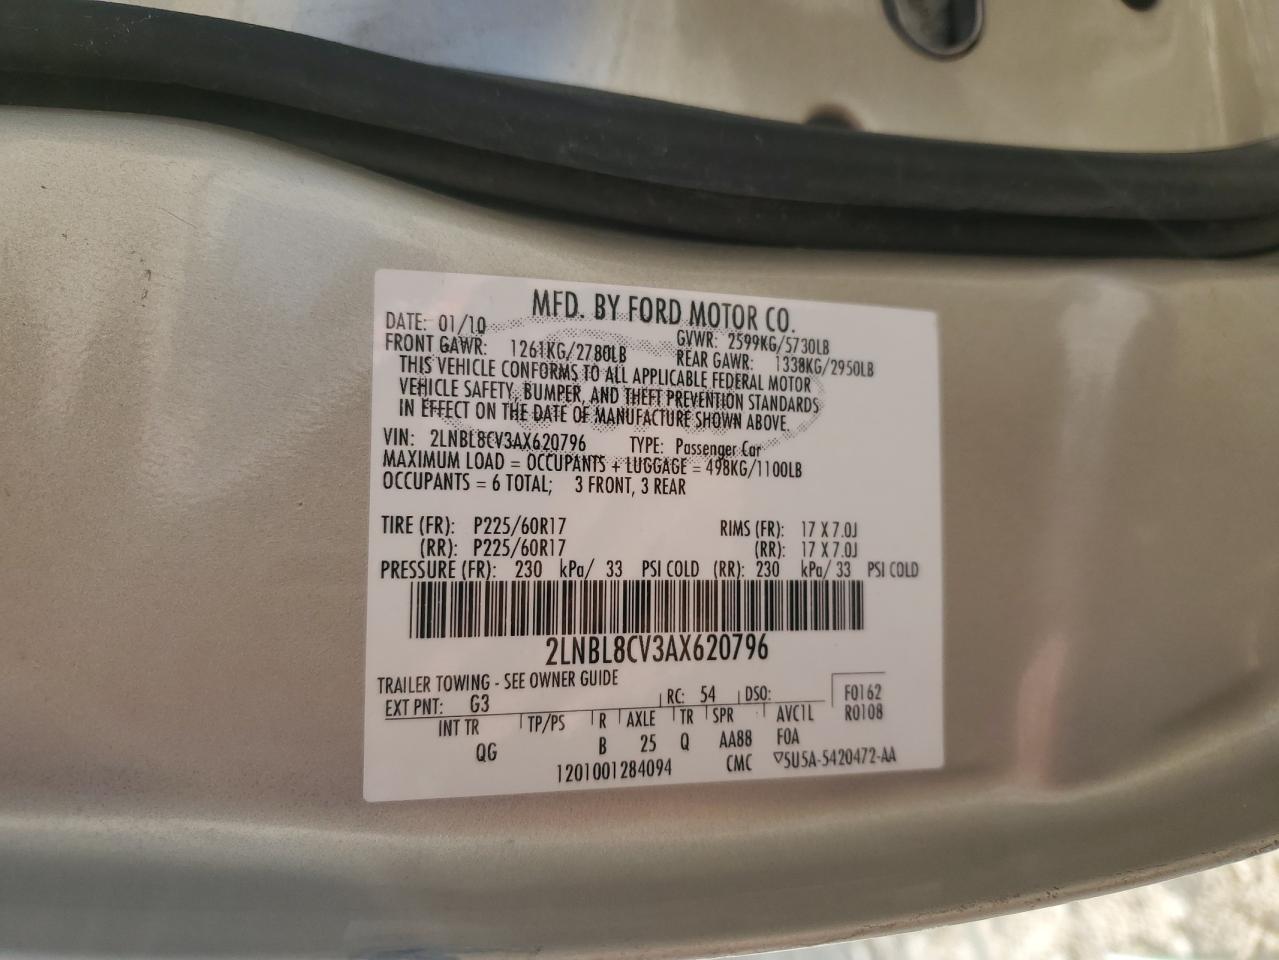 MFD. BY FORD MOTOR CO.
DATE: 01/10 GVWR: 2599KG/5730LB
FRONT GAWR: 1261KG/2780LB REAR GAWR: 1338KG/2950LB
THIS VEHICLE CONFORMS TO ALL APPLICABLE FEDERAL MOTOR
VEHICLE SAFETY, BUMPER, AND THEFT PREVENTION STANDARDS
IN EFFECT ON THE DATE OF MANUFACTURE SHOWN ABOVE.
VIN: 2LNBL8CV3AX620796 TYPE: Passenger Car
MAXIMUM LOAD = OCCUPANTS + LUGGAGE = 498KG/1100LB
OCCUPANTS = 6 TOTAL; 3 FRONT, 3 REAR
TIRE (FR): P225/60R17 RIMS (FR): 17 X 7.0J
(RR): P225/60R17 (RR): 17 X 7.0J
PRESSURE (FR): 230 kPa/ 33 PSI COLD (RR): 230 kPa/ 33 PSI COLD
2LNBL8CV3AX620796
TRAILER TOWING - SEE OWNER GUIDE
EXT PNT: G3 RC: 54 DSO: F0162
INT TR TP/PS R AXLE TR SPR AVC1L R0108
QG B 25 Q AA88 FOA
1201001284094 CMC ▽5U5A-5420472-AA